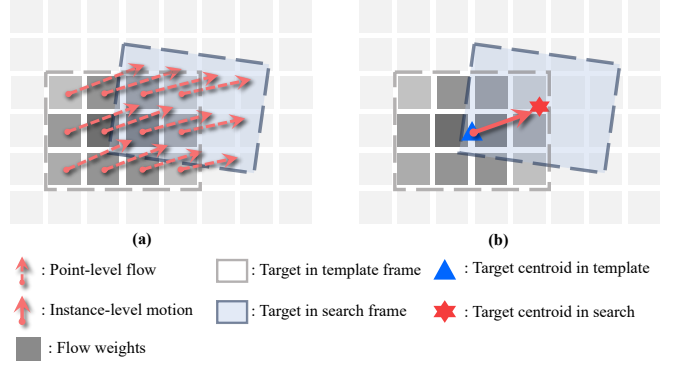 (a) (b)
: Point-level flow : Target in template frame : Target centroid in template
: Instance-level motion : Target in search frame : Target centroid in search
: Flow weights